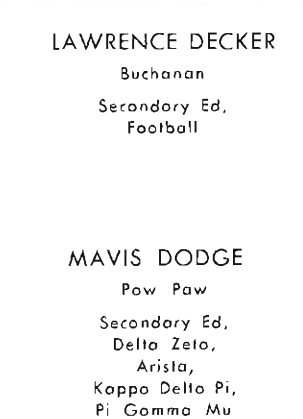 LAWRENCE DECKER
Buchanan
Secondary Ed,
Football
MAVIS DODGE
Paw Paw
Secondary Ed,
Delta Zeta,
Arista,
Kappa Delta Pi,
Pi Gamma Mu